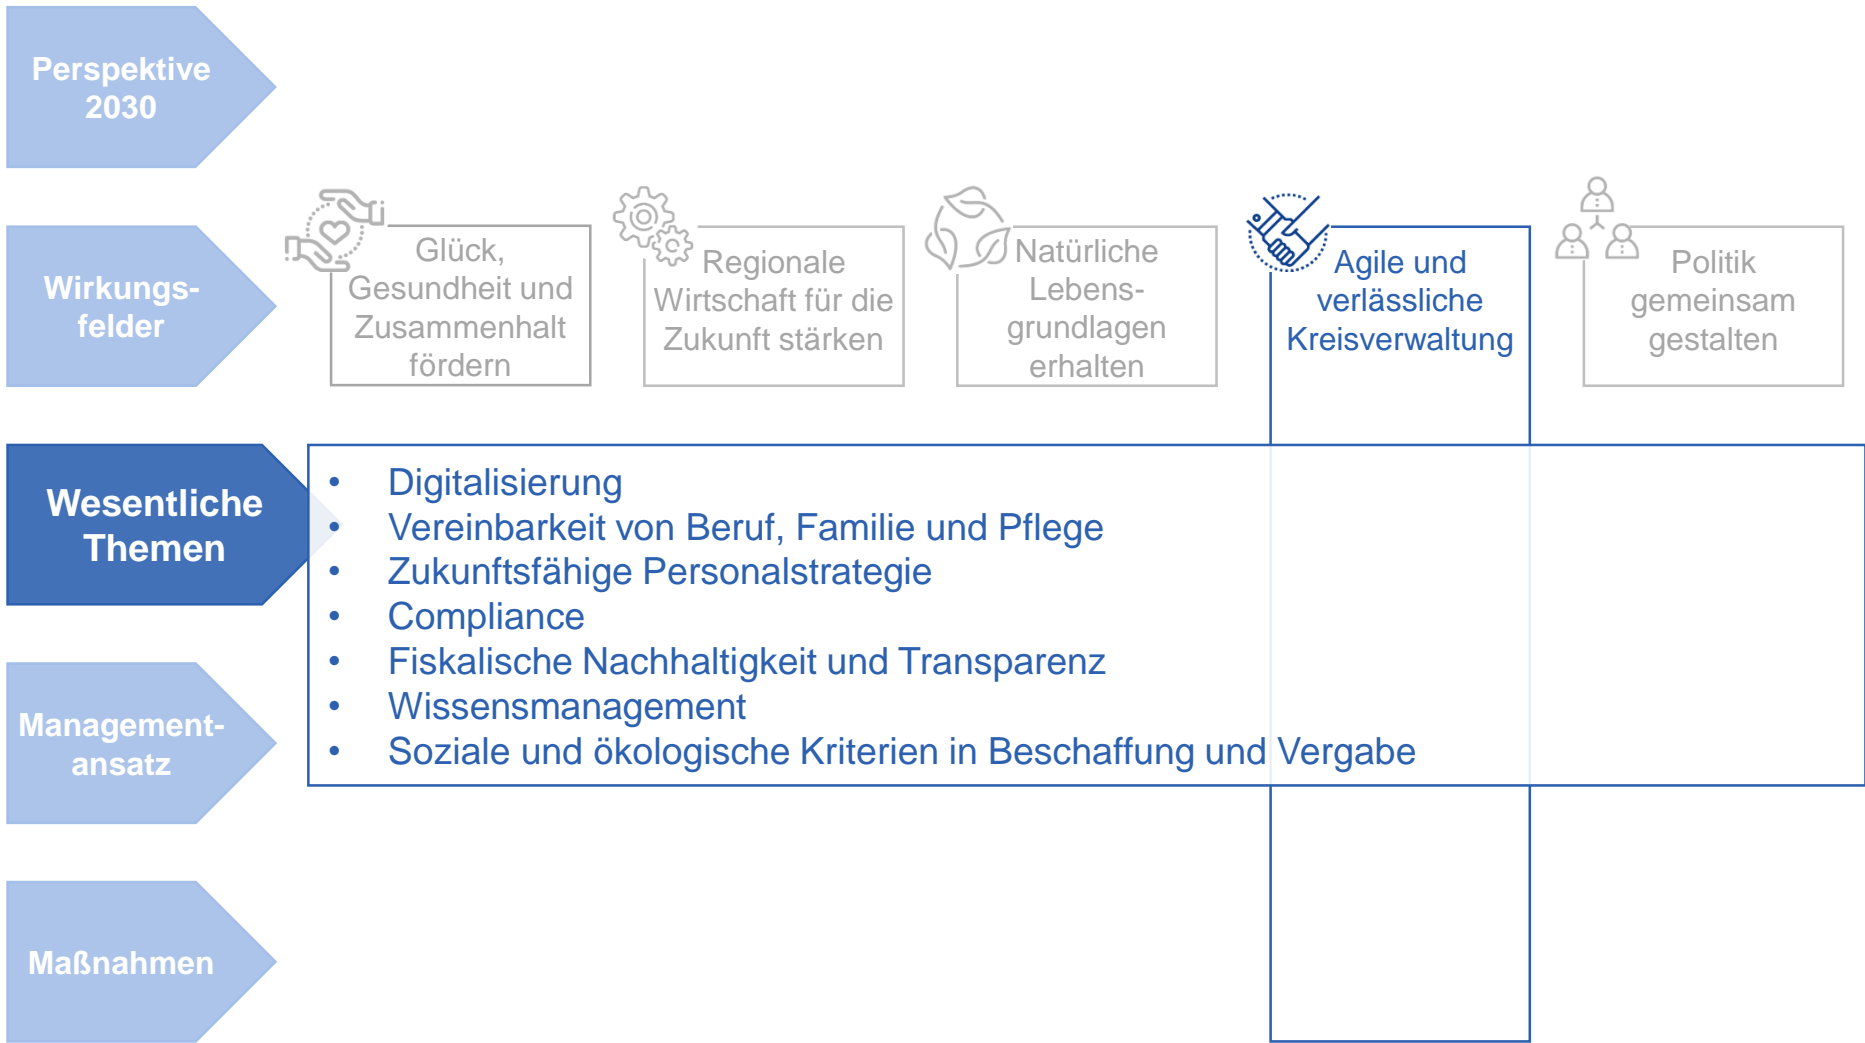 Perspektive
2030
Wirkungs-
felder
Glück,
Gesundheit und
Zusammenhalt
fördern
Regionale
Wirtschaft für die
Zukunft stärken
Natürliche
Lebens-
grundlagen
erhalten
Agile und
verlässliche
Kreisverwaltung
Politik
gemeinsam
gestalten
Wesentliche
Themen
• Digitalisierung
• Vereinbarkeit von Beruf, Familie und Pflege
• Zukunftsfähige Personalstrategie
• Compliance
• Fiskalische Nachhaltigkeit und Transparenz
• Wissensmanagement
• Soziale und ökologische Kriterien in Beschaffung und Vergabe
Management-
ansatz
Maßnahmen